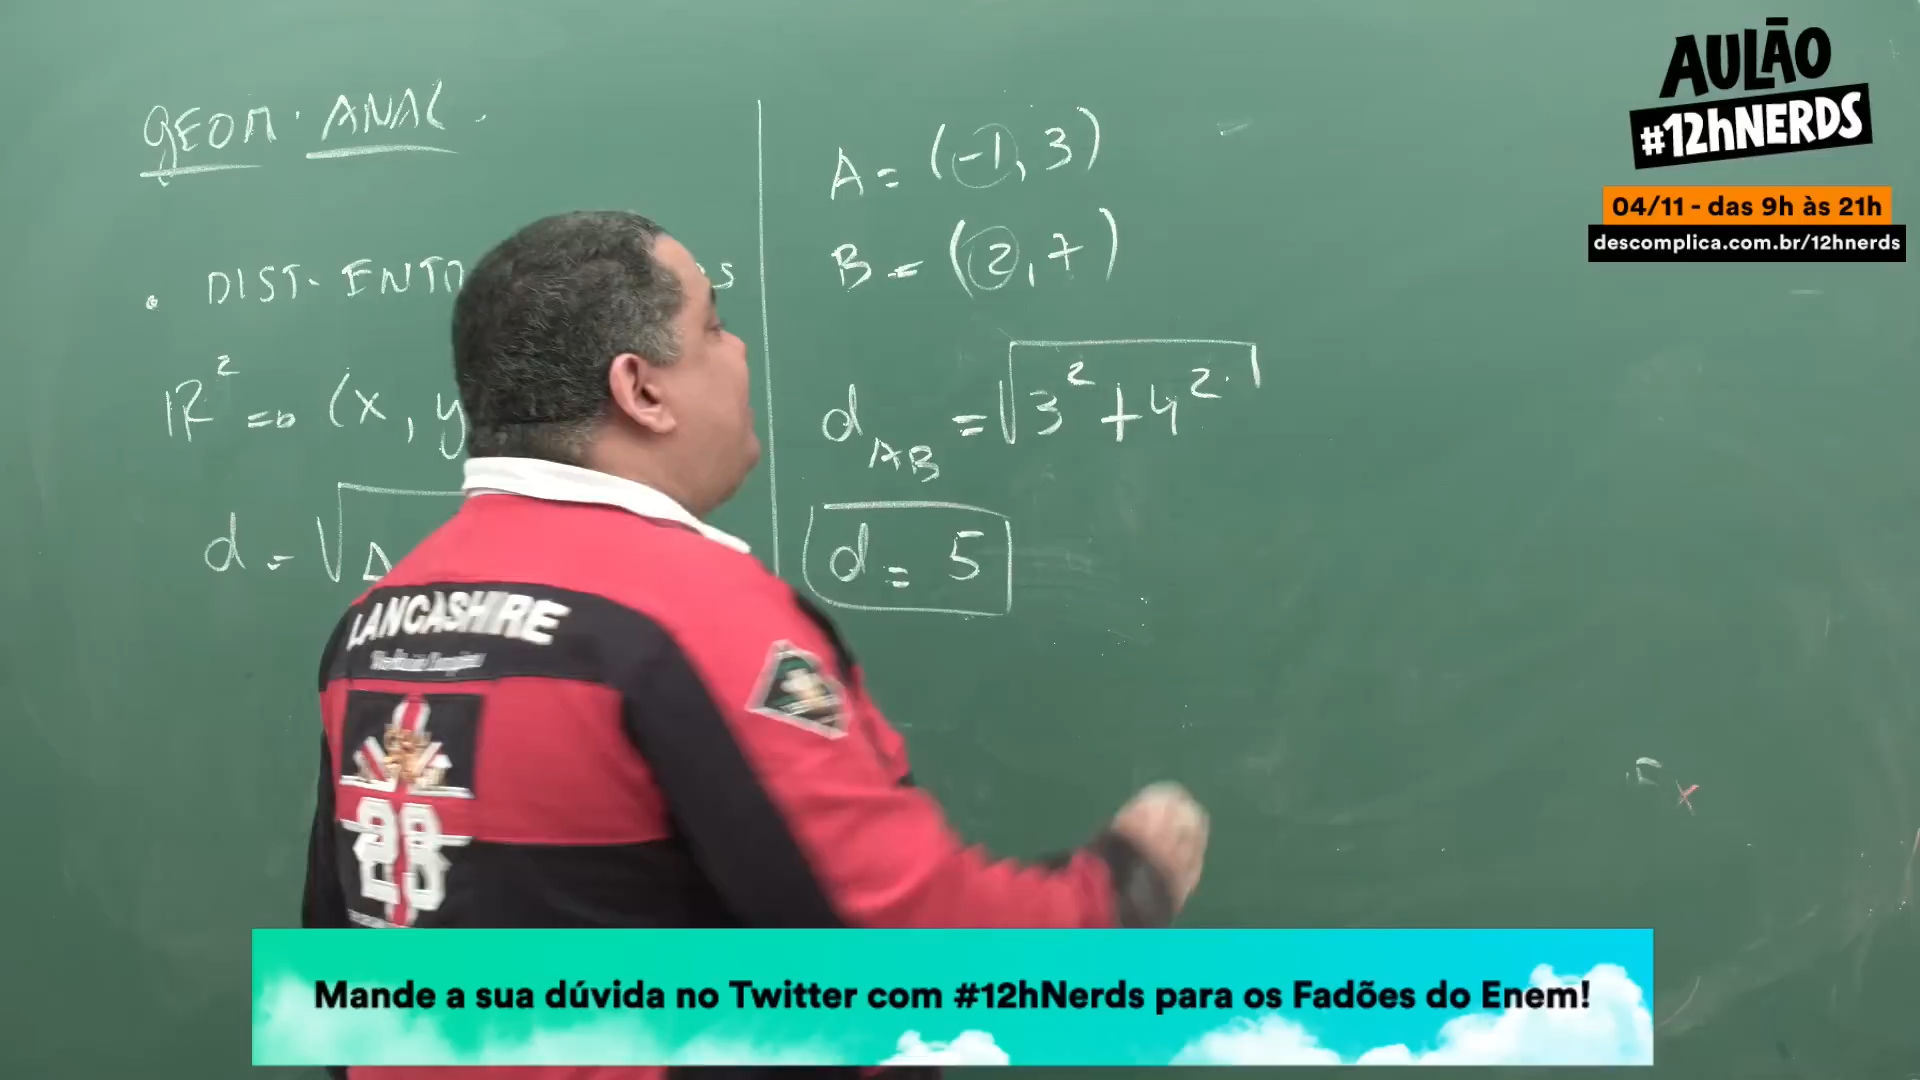 GEOM. ANAL.
• DIST. ENT
R² => (x, y
d = √Δ
A = (-1, 3)
B = (2, 7)
d_AB = √3² + 4²
d = 5
LANCASHIRE
23
AULÃO
#12hNERDS
04/11 - das 9h às 21h
descomplica.com.br/12hnerds
Mande a sua dúvida no Twitter com #12hNerds para os Fadões do Enem!